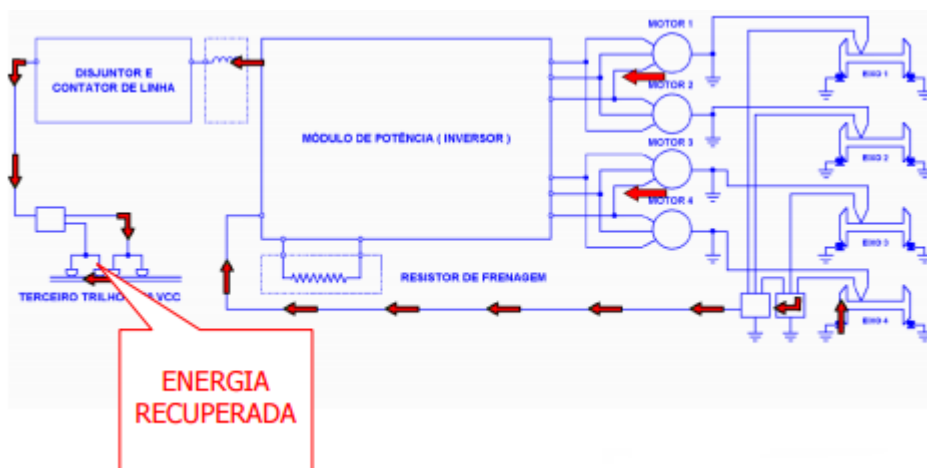 MOTOR 1
DISJUNTOR E
CONTATOR DE LINHA
EIXO 1
MOTOR 2
MÓDULO DE POTÊNCIA ( INVERSOR )
MOTOR 3
EIXO 2
MOTOR 4
EIXO 3
RESISTOR DE FRENAGEM
TERCEIRO TRILHO VCC
EIXO 4
ENERGIA
RECUPERADA